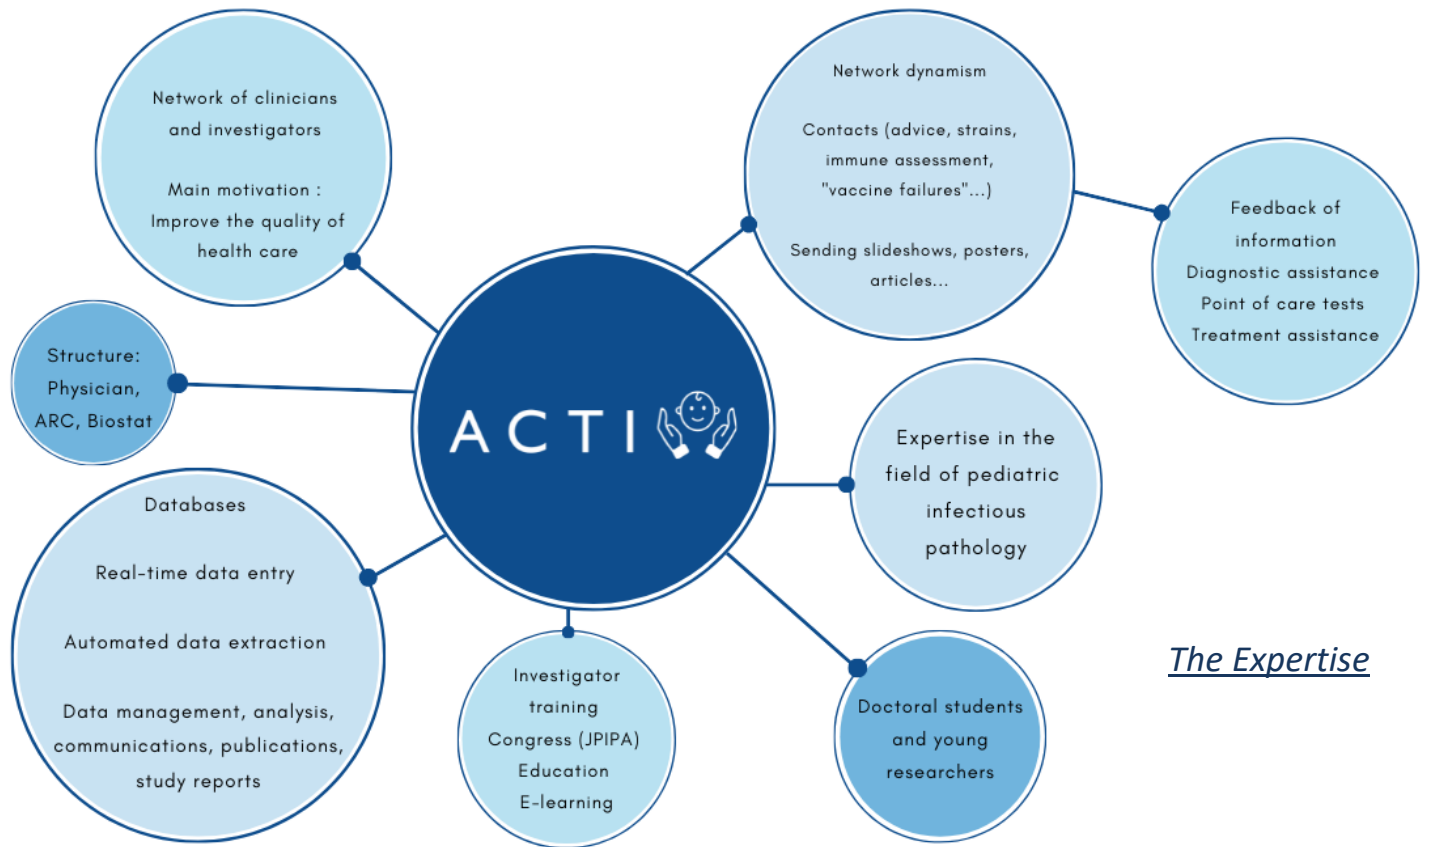 Network of clinicians
and investigators
Main motivation :
Improve the quality of
health care
Network dynamism
Contacts (advice, strains,
immune assessment,
"vaccine failures"...)
Sending slideshows, posters,
articles...
Feedback of
information
Diagnostic assistance
Point of care tests
Treatment assistance
Structure:
Physician,
ARC, Biostat
ACTI
Expertise in the
field of pediatric
infectious
pathology
Databases
Real-time data entry
Automated data extraction
Data management, analysis,
communications, publications,
study reports
Investigator
training
Congress (JPIPA)
Education
E-learning
Doctoral students
and young
researchers
The Expertise